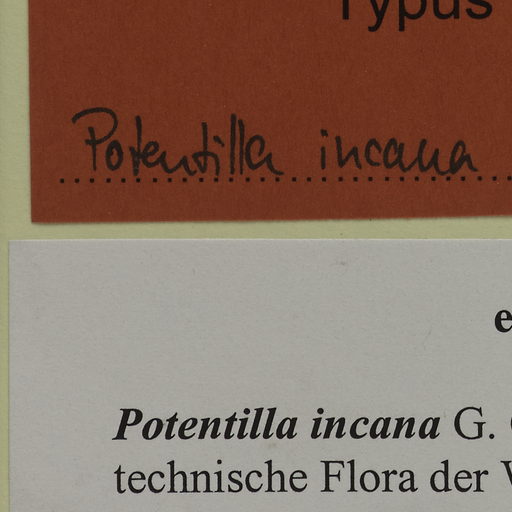 Typus
Potentilla incana
e
Potentilla incana G.
technische Flora der